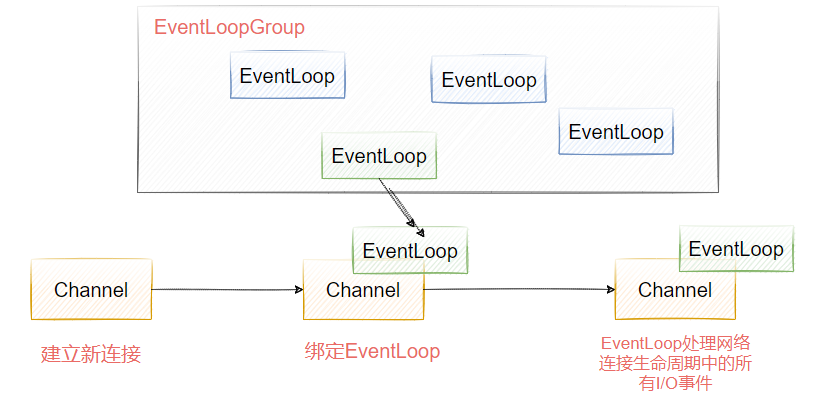 EventLoopGroup
EventLoop
EventLoop
EventLoop
EventLoop
EventLoop
EventLoop
Channel
Channel
Channel
建立新连接
绑定EventLoop
EventLoop处理网络
连接生命周期中的所
有I/O事件